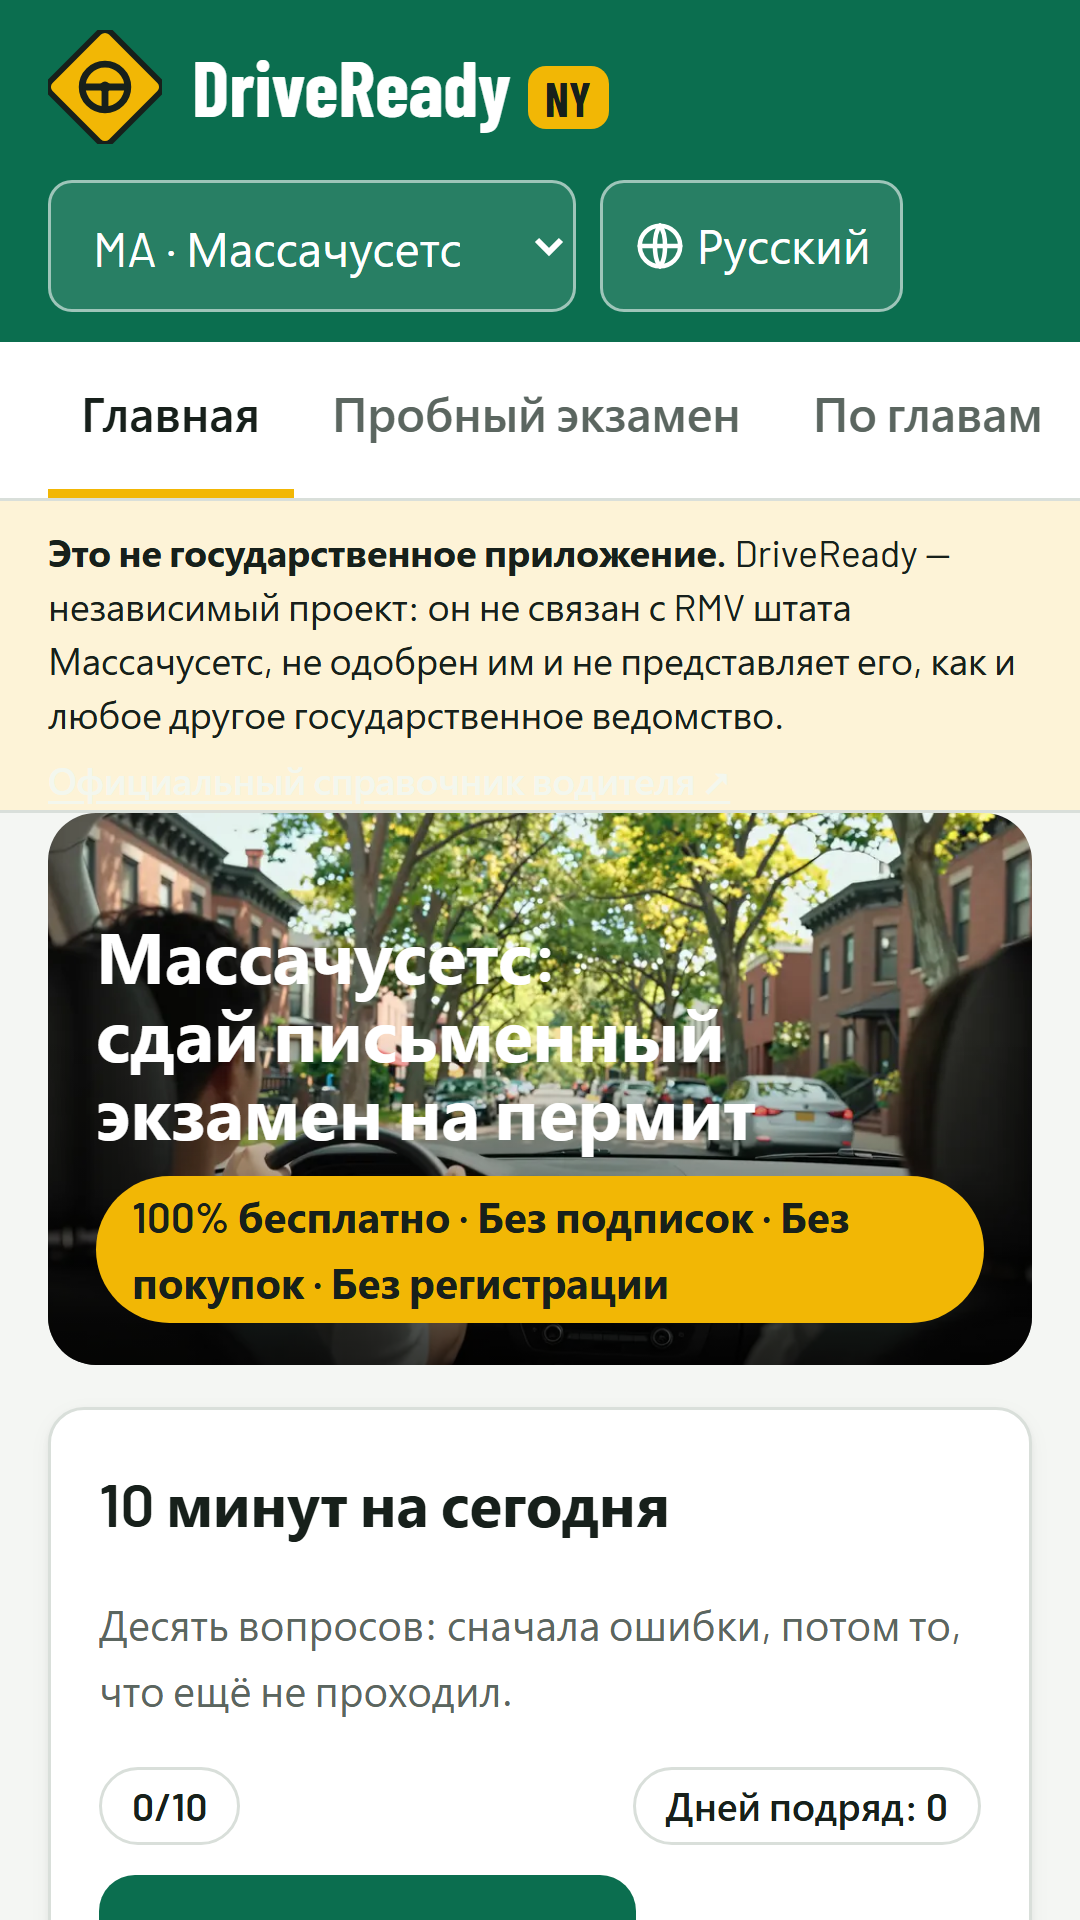 DriveReady NY
MA · Массачусетс
Русский
Главная Пробный экзамен По главам
Это не государственное приложение. DriveReady —
независимый проект: он не связан с RMV штата
Массачусетс, не одобрен им и не представляет его, как и
любое другое государственное ведомство.
Официальный справочник водителя ↗
Массачусетс:
сдай письменный
экзамен на пермит
100% бесплатно · Без подписок · Без
покупок · Без регистрации
10 минут на сегодня
Десять вопросов: сначала ошибки, потом то,
что ещё не проходил.
0/10
Дней подряд: 0